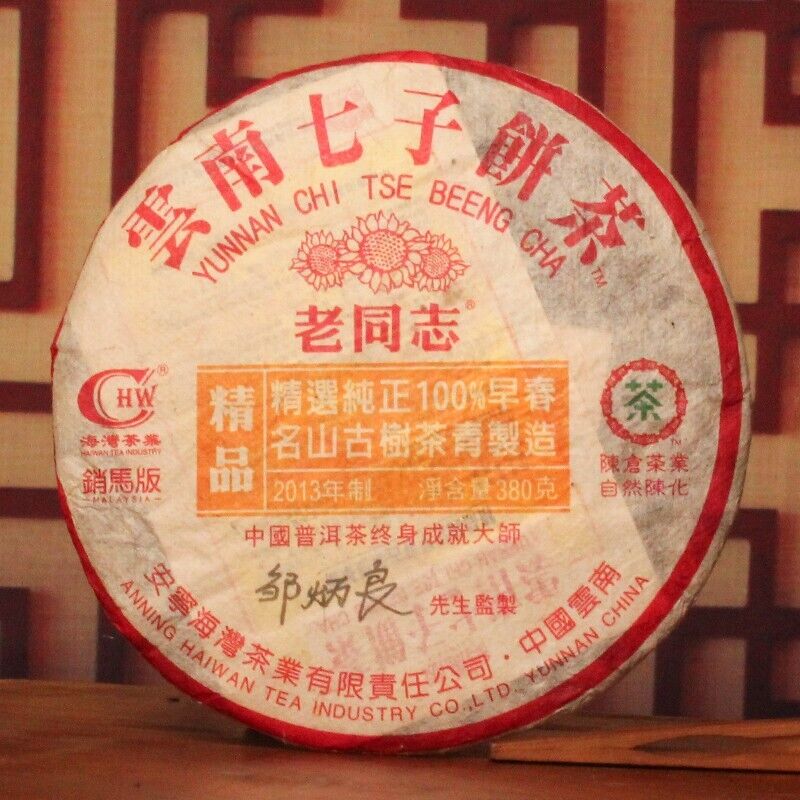 雲南七子餅茶™
YUNNAN CHI TSE BEENG CHA
老同志®
CHW®
海灣茶業
HAIWAN TEA INDUSTRY
銷馬版
-MALAYSIA-
精品
精選純正100%早春
名山古樹茶青製造
2013年制 淨含量380克
茶™
陳倉茶業
自然陳化
中國普洱茶终身成就大師
邹炳良 先生監製
安寧海灣茶業有限責任公司·中國雲南
ANNING HAIWAN TEA INDUSTRY CO.,LTD YUNNAN CHINA